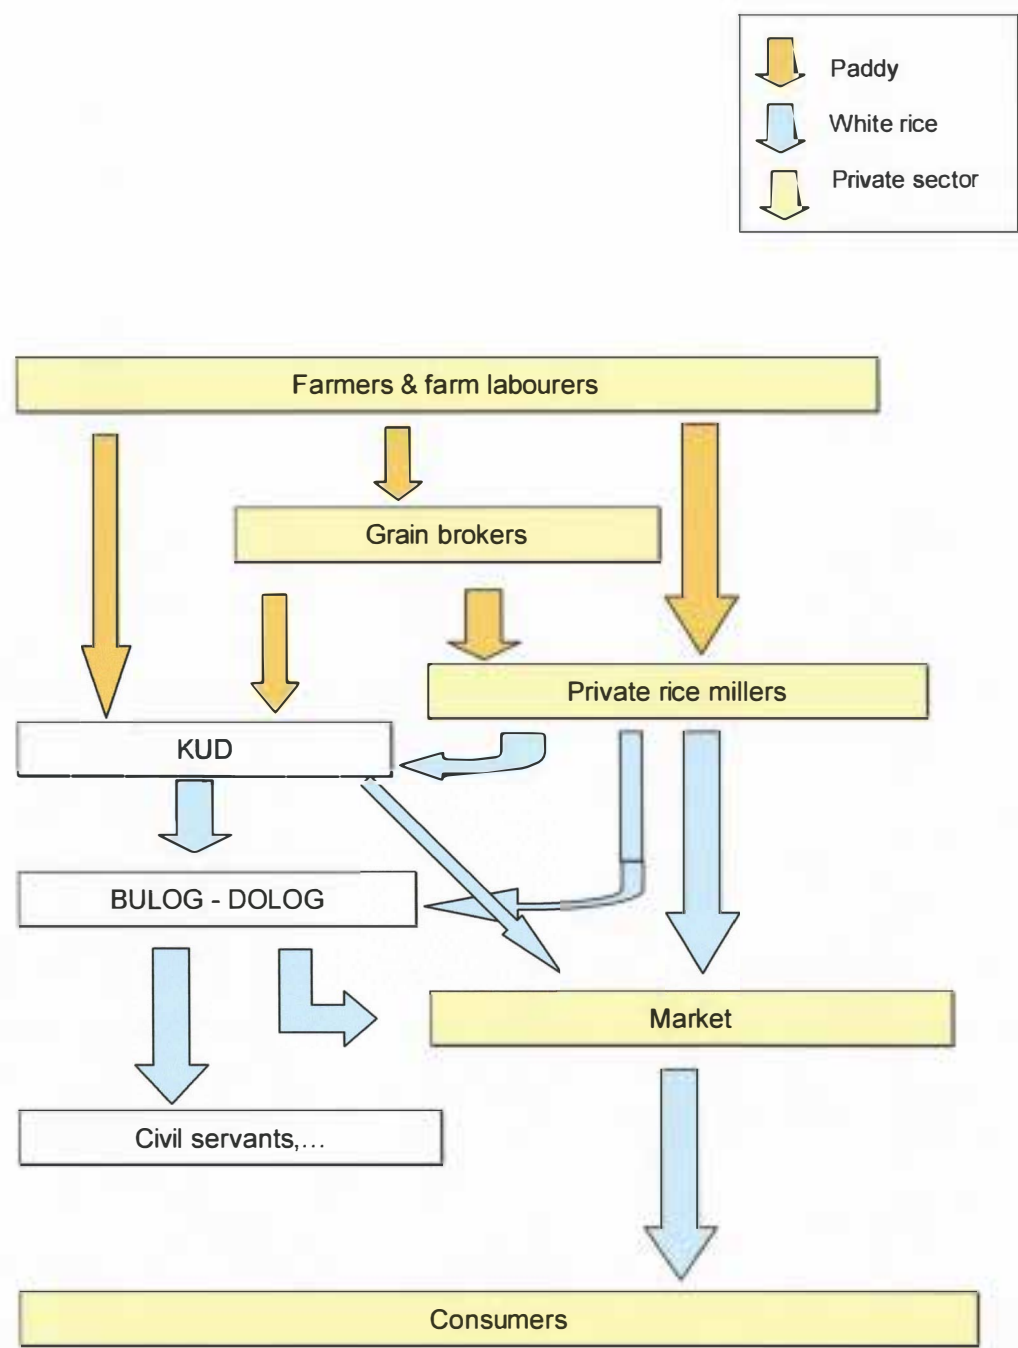 Paddy
White rice
Private sector
Farmers & farm labourers
Grain brokers
Private rice millers
KUD
BULOG - DOLOG
Market
Civil servants,...
Consumers